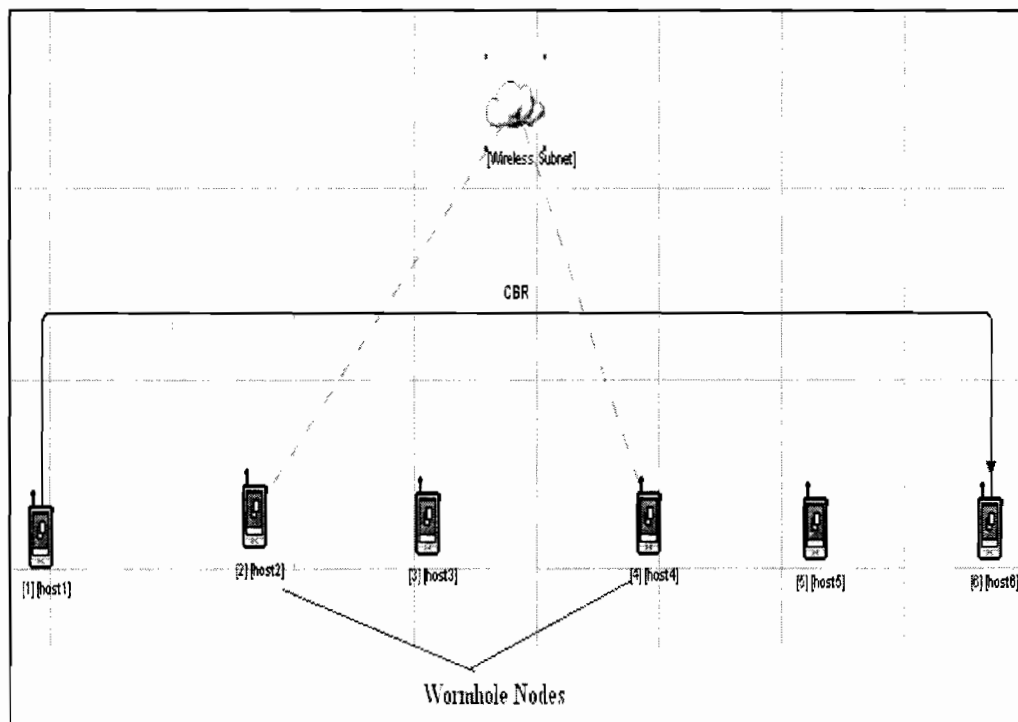 [Wireless Subnet]
CBR
[1] [host1]
[2] [host2]
[3] [host3]
[4] [host4]
[5] [host5]
[6] [host6]
Wormhole Nodes